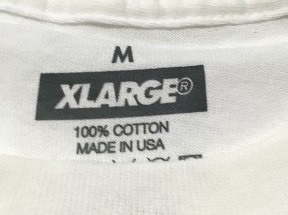 M
XLARGE®
100% COTTON
MADE IN USA